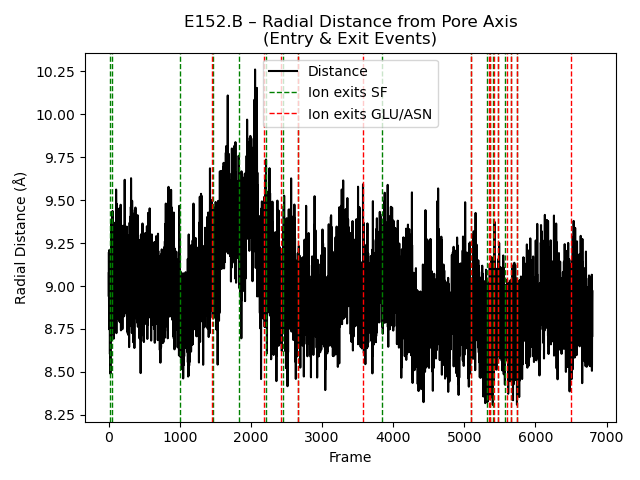 E152.B – Radial Distance from Pore Axis
(Entry & Exit Events)
Distance
Ion exits SF
Ion exits GLU/ASN
Radial Distance (Å)
10.25
10.00
9.75
9.50
9.25
9.00
8.75
8.50
8.25
0 1000 2000 3000 4000 5000 6000 7000
Frame